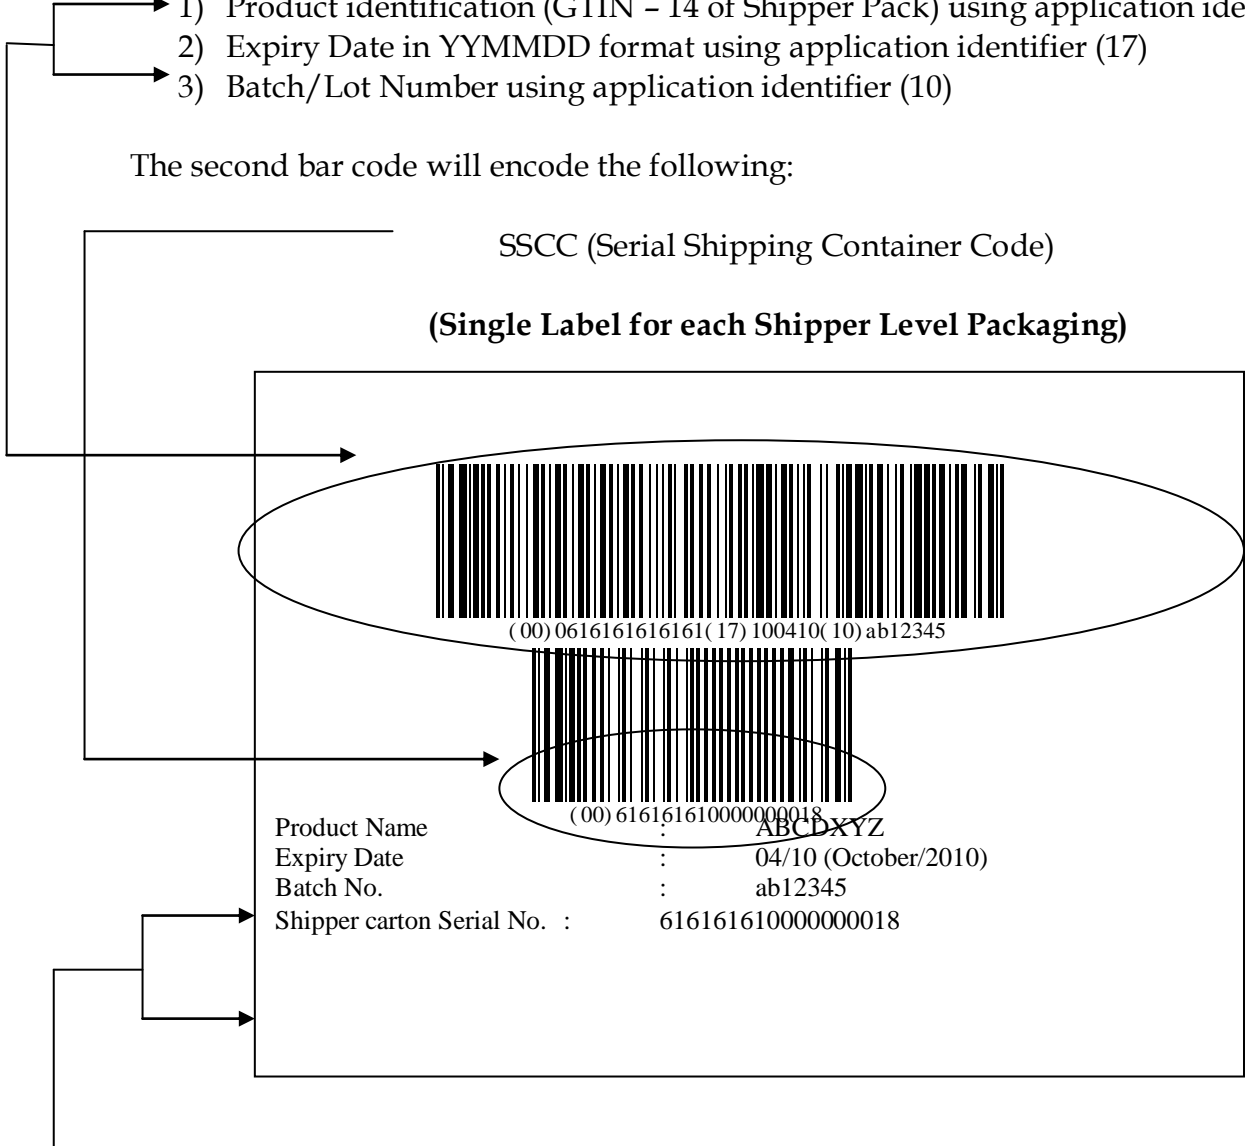 1) Product identification (GTIN – 14 of Shipper Pack) using application ide
2) Expiry Date in YYMMDD format using application identifier (17)
3) Batch/Lot Number using application identifier (10)
The second bar code will encode the following:
SSCC (Serial Shipping Container Code)
(Single Label for each Shipper Level Packaging)
(00)0616161616161(17)100410(10)ab12345
(00)616161610000000018
Product Name : ABCDXYZ
Expiry Date : 04/10 (October/2010)
Batch No. : ab12345
Shipper carton Serial No. : 616161610000000018